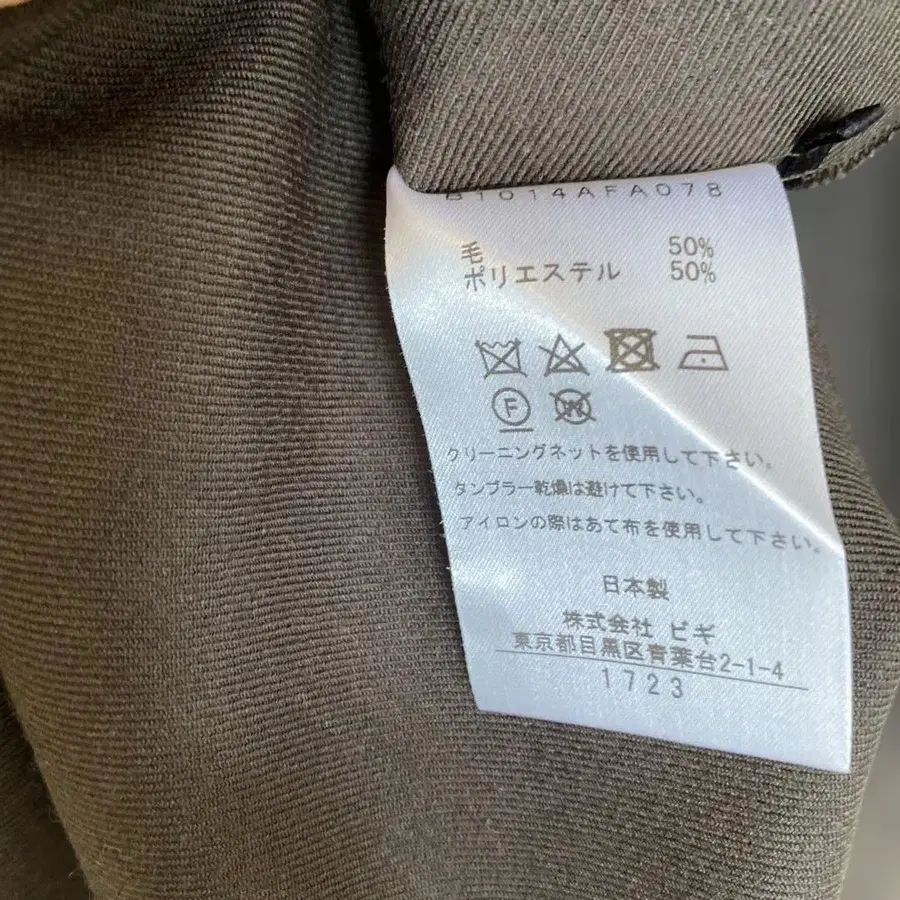 B1014AFA078
毛 50%
ポリエステル 50%
F W
クリーニングネットを使用して下さい。
タンブラー乾燥は避けて下さい。
アイロンの際はあて布を使用して下さい。
日本製
株式会社 ビギ
東京都目黒区青葉台2-1-4
1723